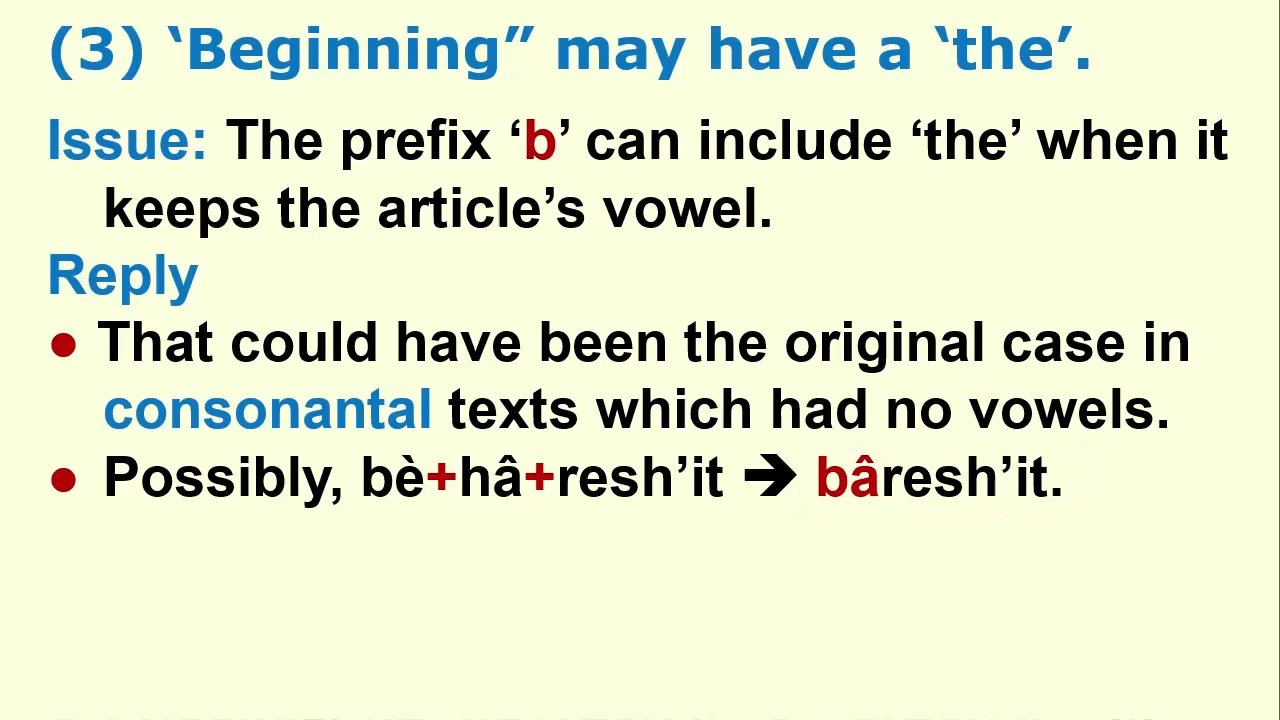 (3) ‘Beginning” may have a ‘the’.
Issue: The prefix ‘b’ can include ‘the’ when it
keeps the article’s vowel.
Reply
● That could have been the original case in
consonantal texts which had no vowels.
● Possibly, bè+hâ+resh’it ➔ bâresh’it.